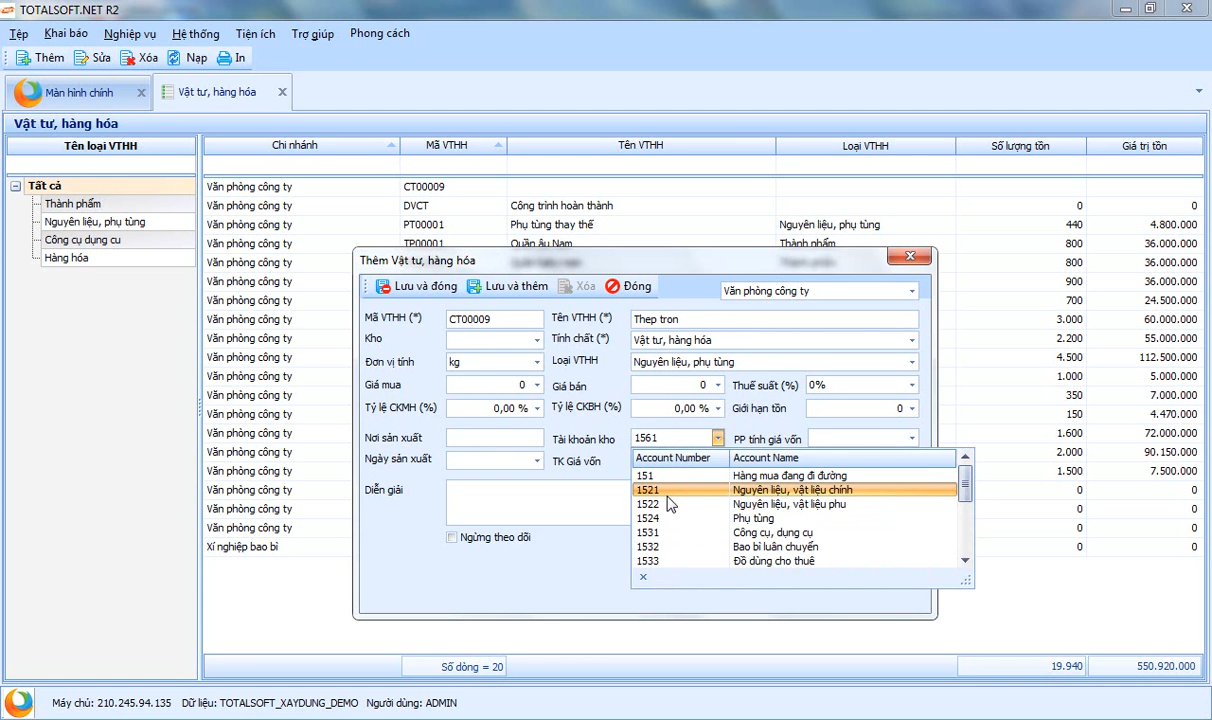 TOTALSOFT.NET R2
Tệp Khai báo Nghiệp vụ Hệ thống Tiện ích Trợ giúp Phong cách
Thêm Sửa Xóa Nạp In
Màn hình chính Vật tư, hàng hóa
Vật tư, hàng hóa
Tên loại VTHH Chi nhánh Mã VTHH Tên VTHH Loại VTHH Số lượng tồn Giá trị tồn
Tất cả
Thành phẩm
Nguyên liệu, phụ tùng
Công cụ dụng cu
Hàng hóa
Văn phòng công ty CT00009
Văn phòng công ty DVCT Công trình hoàn thành 0 0
Văn phòng công ty PT00001 Phụ tùng thay thế Nguyên liệu, phụ tùng 440 4.800.000
Văn phòng công ty TP00001 Quần âu Nam Thành phẩm 800 36.000.000
Văn phòng công ty 800 36.000.000
Văn phòng công ty 900 36.000.000
Văn phòng công ty 700 24.500.000
Văn phòng công ty 3.000 60.000.000
Văn phòng công ty 2.200 55.000.000
Văn phòng công ty 4.500 112.500.000
Văn phòng công ty 1.000 5.000.000
Văn phòng công ty 350 6.300.000
Văn phòng công ty 150 4.470.000
Văn phòng công ty 1.600 72.000.000
Văn phòng công ty 2.000 90.150.000
Văn phòng công ty 1.500 7.500.000
Văn phòng công ty 0 0
Văn phòng công ty 0 0
Văn phòng công ty 0 0
Xí nghiệp bao bì 0 0
Số dòng = 20 19.940 550.920.000
Thêm Vật tư, hàng hóa
Lưu và đóng Lưu và thêm Xóa Đóng Văn phòng công ty
Mã VTHH (*) CT00009 Tên VTHH (*) Thep tron
Kho Tính chất (*) Vật tư, hàng hóa
Đơn vị tính kg Loại VTHH Nguyên liệu, phụ tùng
Giá mua 0 Giá bán 0 Thuế suất (%) 0%
Tỷ lệ CKMH (%) 0,00 % Tỷ lệ CKBH (%) 0,00 % Giới hạn tồn 0
Nơi sản xuất Tài khoản kho 1561 PP tính giá vốn
Ngày sản xuất TK Giá vốn
Diễn giải
Ngừng theo dõi
Account Number Account Name
151 Hàng mua đang đi đường
1521 Nguyên liệu, vật liệu chính
1522 Nguyên liệu, vật liệu phu
1524 Phụ tùng
1531 Công cụ, dụng cụ
1532 Bao bì luân chuyển
1533 Đồ dùng cho thuê
Máy chủ: 210.245.94.135 Dữ liệu: TOTALSOFT_XAYDUNG_DEMO Người dùng: ADMIN